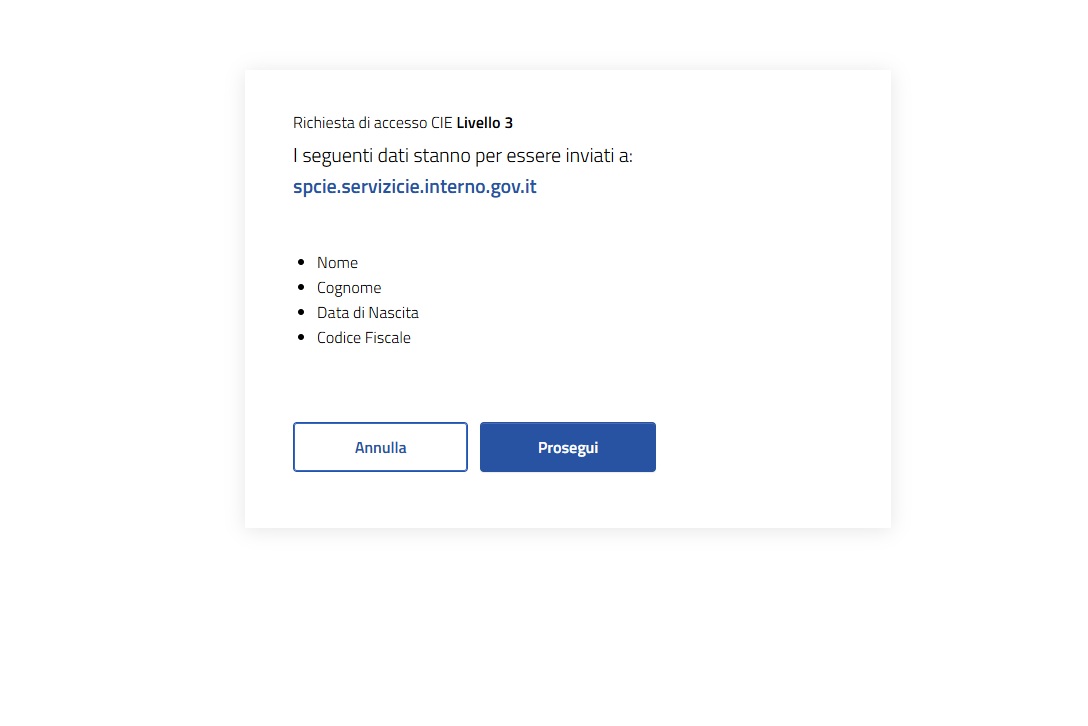 Richiesta di accesso CIE Livello 3
I seguenti dati stanno per essere inviati a:
spcie.servizicie.interno.gov.it
Nome
Cognome
Data di Nascita
Codice Fiscale
Annulla
Prosegui